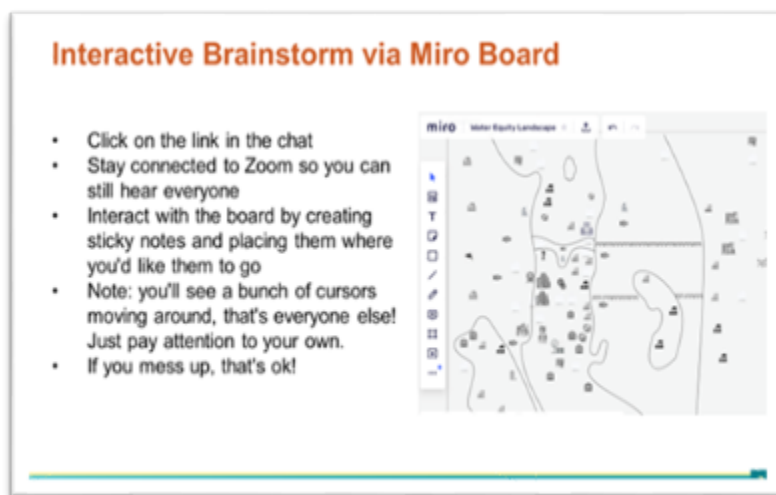 Interactive Brainstorm via Miro Board
• Click on the link in the chat
• Stay connected to Zoom so you can
still hear everyone
• Interact with the board by creating
sticky notes and placing them where
you'd like them to go
• Note: you'll see a bunch of cursors
moving around, that's everyone else!
Just pay attention to your own.
• If you mess up, that's ok!
miro Water Equity Landscape
T